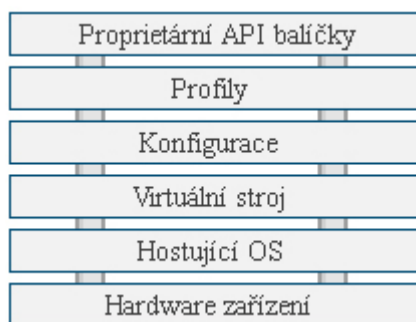 Proprietární API balíčky
Profily
Konfigurace
Virtuální stroj
Hostující OS
Hardware zařízení